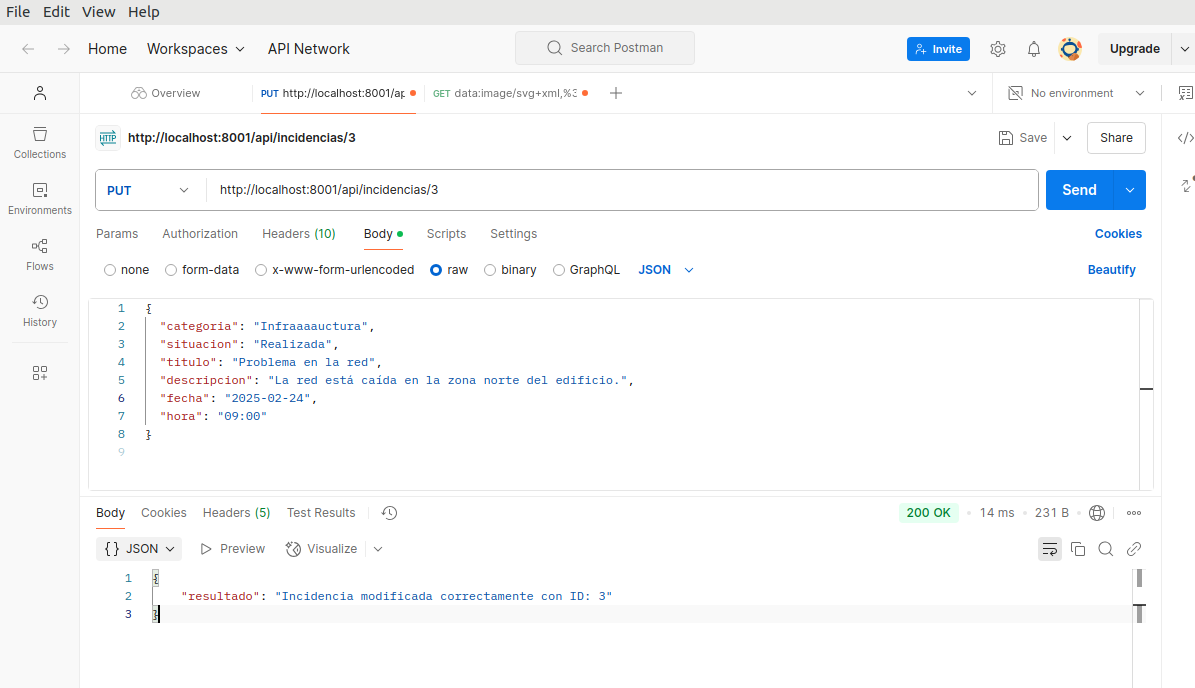 File Edit View Help
Home Workspaces API Network Search Postman Invite Upgrade
Overview PUT http://localhost:8001/ap GET data:image/svg+xml,%3 No environment
HTTP http://localhost:8001/api/incidencias/3 Save Share
Collections
Environments
Flows
History
PUT http://localhost:8001/api/incidencias/3 Send
Params Authorization Headers (10) Body Scripts Settings Cookies
none form-data x-www-form-urlencoded raw binary GraphQL JSON Beautify
1 {
2 "categoria": "Infraaaauctura",
3 "situacion": "Realizada",
4 "titulo": "Problema en la red",
5 "descripcion": "La red está caída en la zona norte del edificio.",
6 "fecha": "2025-02-24",
7 "hora": "09:00"
8 }
9
Body Cookies Headers (5) Test Results 200 OK • 14 ms • 231 B •
{} JSON Preview Visualize
1 {
2 "resultado": "Incidencia modificada correctamente con ID: 3"
3 }